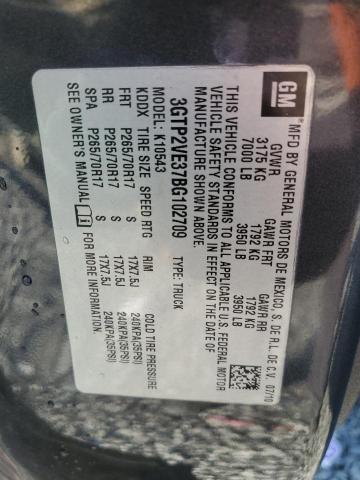 GM
MFD BY GENERAL MOTORS DE MEXICO, S. DE R.L. DE C.V. 07/10
GVWR GAWR FRT GAWR RR
3175 KG 1792 KG 1792 KG
7000 LB 3950 LB 3950 LB
THIS VEHICLE CONFORMS TO ALL APPLICABLE U.S. FEDERAL MOTOR
VEHICLE SAFETY STANDARDS IN EFFECT ON THE DATE OF
MANUFACTURE SHOWN ABOVE.
3GTP2VE37BG102709 TYPE: TRUCK
MODEL: K10543
KDDX TIRE SIZE SPEED RTG RIM COLD TIRE PRESSURE
FRT P265/70R17 S 17X7.5J 240KPA(35PSI)
RR P265/70R17 S 17X7.5J 240KPA(35PSI)
SPA P265/70R17 S 17X7.5J 240KPA(35PSI)
SEE OWNER'S MANUAL